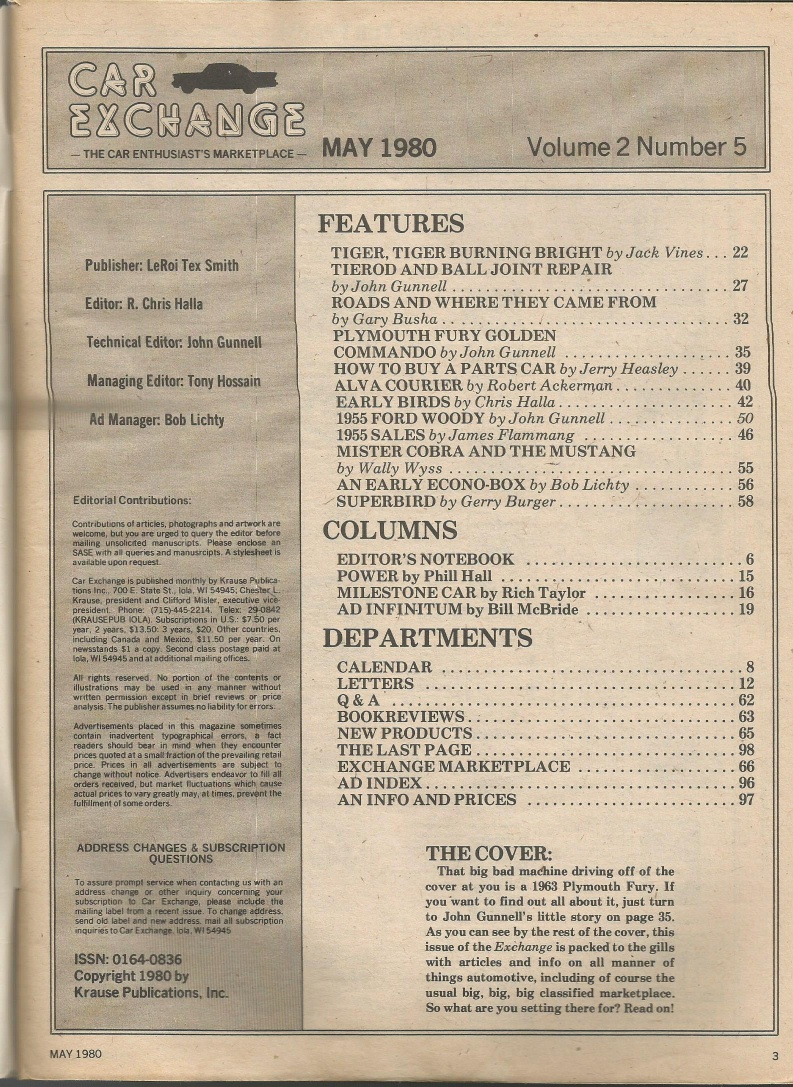 CAR
EXCHANGE
— THE CAR ENTHUSIAST'S MARKETPLACE —
MAY 1980
Volume 2 Number 5
Publisher: LeRoi Tex Smith
Editor: R. Chris Halla
Technical Editor: John Gunnell
Managing Editor: Tony Hossain
Ad Manager: Bob Lichty
Editorial Contributions:
Contributions of articles, photographs and artwork are
welcome, but you are urged to query the editor before
mailing unsolicited manuscripts. Please enclose an
SASE with all queries and manusrcipts. A stylesheet is
available upon request.
Car Exchange is published monthly by Krause Publica-
tions Inc., 700 E. State St., Iola, WI 54945; Chester L.
Krause, president and Clifford Misler, executive vice-
president. Phone: (715)-445-2214. Telex: 29-0842
(KRAUSEPUB IOLA). Subscriptions in U.S.: $7.50 per
year, 2 years, $13.50: 3 years, $20. Other countries,
including Canada and Mexico, $11.50 per year. On
newsstands $1 a copy. Second class postage paid at
Iola, WI 54945 and at additional mailing offices.
All rights reserved. No portion of the contents or
illustrations may be used in any manner without
written permission except in brief reviews or price
analysis. The publisher assumes no liability for errors.
Advertisements placed in this magazine sometimes
contain inadvertent typographical errors, a fact
readers should bear in mind when they encounter
prices quoted at a small fraction of the prevailing retail
price. Prices in all advertisements are subject to
change without notice. Advertisers endeavor to fill all
orders received, but market fluctuations which cause
actual prices to vary greatly may, at times, prevent the
fulfillment of some orders.
ADDRESS CHANGES & SUBSCRIPTION
QUESTIONS
To assure prompt service when contacting us with an
address change or other inquiry concerning your
subscription to Car Exchange, please include the
mailing label from a recent issue. To change address,
send old label and new address, mail all subscription
inquiries to Car Exchange, Iola, WI 54945
ISSN: 0164-0836
Copyright 1980 by
Krause Publications, Inc.
FEATURES
TIGER, TIGER BURNING BRIGHT by Jack Vines . . . 22
TIEROD AND BALL JOINT REPAIR
by John Gunnell . . . . . . . . . . . . . . . . . . . . . . . . . . . . . . . . 27
ROADS AND WHERE THEY CAME FROM
by Gary Busha . . . . . . . . . . . . . . . . . . . . . . . . . . . . . . . . . 32
PLYMOUTH FURY GOLDEN
COMMANDO by John Gunnell . . . . . . . . . . . . . . . . . . . 35
HOW TO BUY A PARTS CAR by Jerry Heasley . . . . . . 39
ALVA COURIER by Robert Ackerman . . . . . . . . . . . . . 40
EARLY BIRDS by Chris Halla . . . . . . . . . . . . . . . . . . . . 42
1955 FORD WOODY by John Gunnell . . . . . . . . . . . . . . 50
1955 SALES by James Flammang . . . . . . . . . . . . . . . . . 46
MISTER COBRA AND THE MUSTANG
by Wally Wyss . . . . . . . . . . . . . . . . . . . . . . . . . . . . . . . . . 55
AN EARLY ECONO-BOX by Bob Lichty . . . . . . . . . . . . 56
SUPERBIRD by Gerry Burger . . . . . . . . . . . . . . . . . . . . 58
COLUMNS
EDITOR'S NOTEBOOK . . . . . . . . . . . . . . . . . . . . . . . . . 6
POWER by Phill Hall . . . . . . . . . . . . . . . . . . . . . . . . . . . 15
MILESTONE CAR by Rich Taylor . . . . . . . . . . . . . . . . . 16
AD INFINITUM by Bill McBride . . . . . . . . . . . . . . . . . 19
DEPARTMENTS
CALENDAR . . . . . . . . . . . . . . . . . . . . . . . . . . . . . . . . . . . 8
LETTERS . . . . . . . . . . . . . . . . . . . . . . . . . . . . . . . . . . . . 12
Q & A . . . . . . . . . . . . . . . . . . . . . . . . . . . . . . . . . . . . . . . . 62
BOOKREVIEWS . . . . . . . . . . . . . . . . . . . . . . . . . . . . . . . 63
NEW PRODUCTS . . . . . . . . . . . . . . . . . . . . . . . . . . . . . . 65
THE LAST PAGE . . . . . . . . . . . . . . . . . . . . . . . . . . . . . . 98
EXCHANGE MARKETPLACE . . . . . . . . . . . . . . . . . . . 66
AD INDEX . . . . . . . . . . . . . . . . . . . . . . . . . . . . . . . . . . . . 96
AN INFO AND PRICES . . . . . . . . . . . . . . . . . . . . . . . . 97
THE COVER:
That big bad machine driving off of the
cover at you is a 1963 Plymouth Fury. If
you want to find out all about it, just turn
to John Gunnell's little story on page 35.
As you can see by the rest of the cover, this
issue of the Exchange is packed to the gills
with articles and info on all manner of
things automotive, including of course the
usual big, big, big classified marketplace.
So what are you setting there for? Read on!
MAY 1980
3